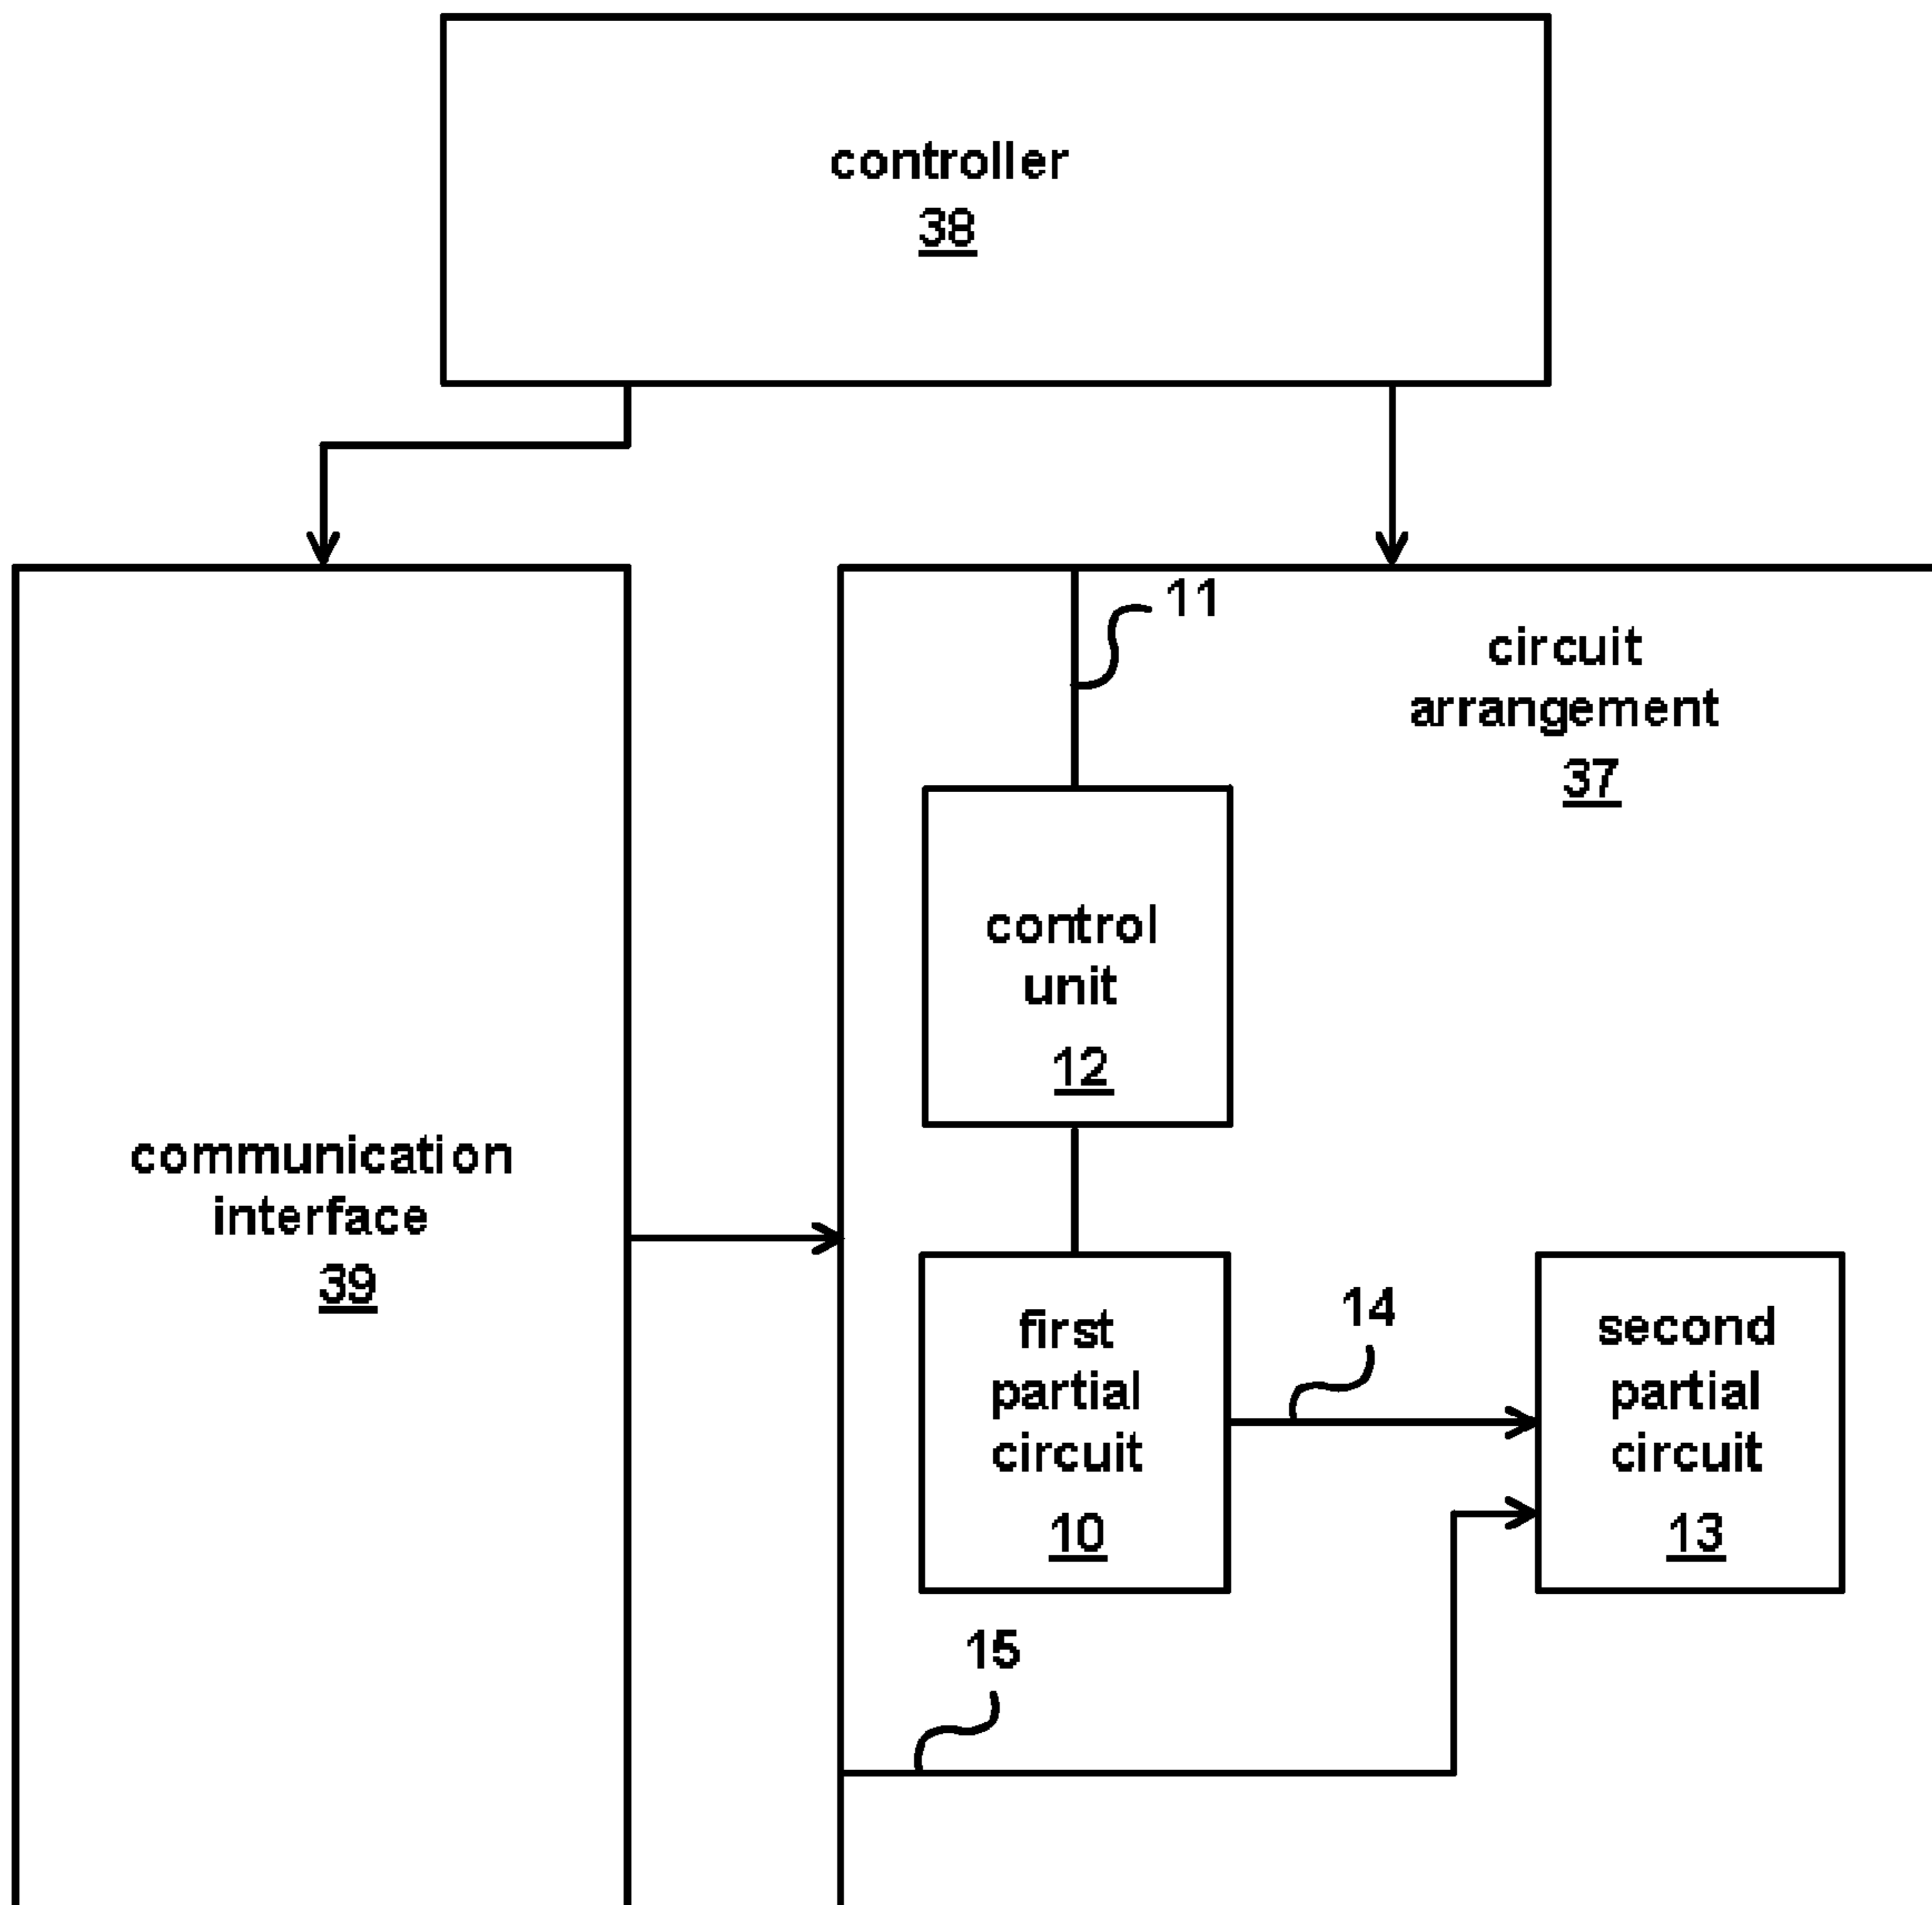 controller
38
11
circuit
arrangement
37
control
unit
12
communication
interface
39
first
partial
circuit
10
14
second
partial
circuit
13
15